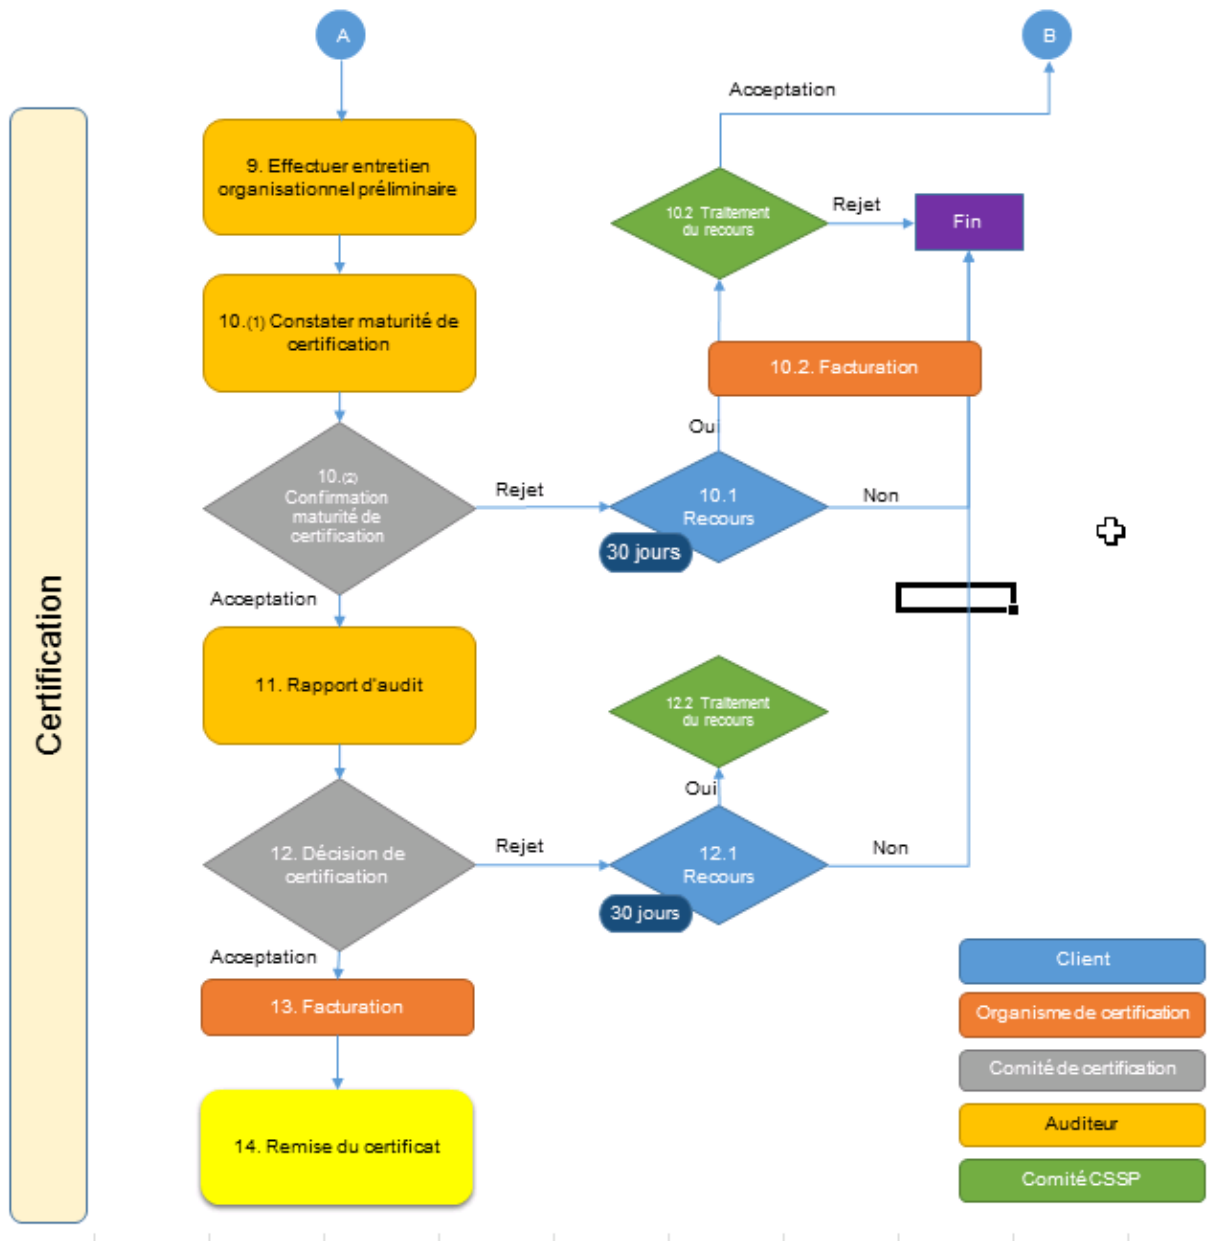 A
B
Acceptation
9. Effectuer entretien
organisationnel préliminaire
10.2 Traitement
du recours
Rejet
Fin
10.(1) Constater maturité de
certification
10.2. Facturation
Oui
10.(2)
Confirmation
maturité de
certification
Rejet
10.1
Recours
Non
30 jours
Acceptation
Certification
11. Rapport d'audit
12.2 Traitement
du recours
Oui
12. Décision de
certification
Rejet
12.1
Recours
Non
30 jours
Acceptation
13. Facturation
14. Remise du certificat
Client
Organisme de certification
Comité de certification
Auditeur
Comité CSSP